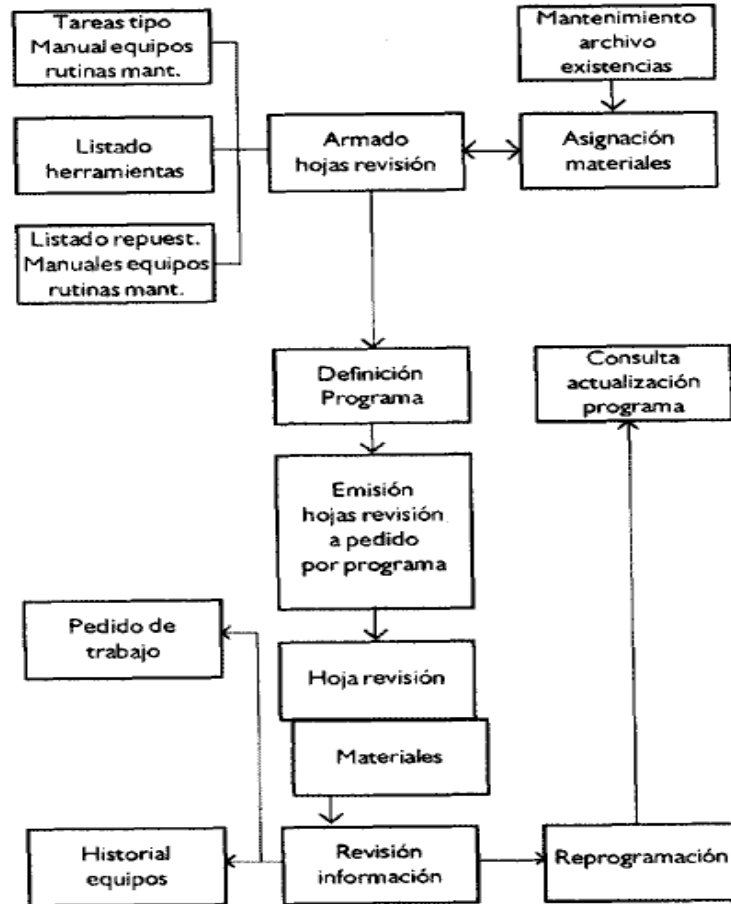 Tareas tipo
Manual equipos
rutinas mant.
Mantenimiento
archivo
existencias
Listado
herramientas
Armado
hojas revisión
Asignación
materiales
Listado repuest.
Manuales equipos
rutinas mant.
Definición
Programa
Consulta
actualización
programa
Emisión
hojas revisión
a pedido
por programa
Pedido de
trabajo
Hoja revisión
Materiales
Historial
equipos
Revisión
información
Reprogramación